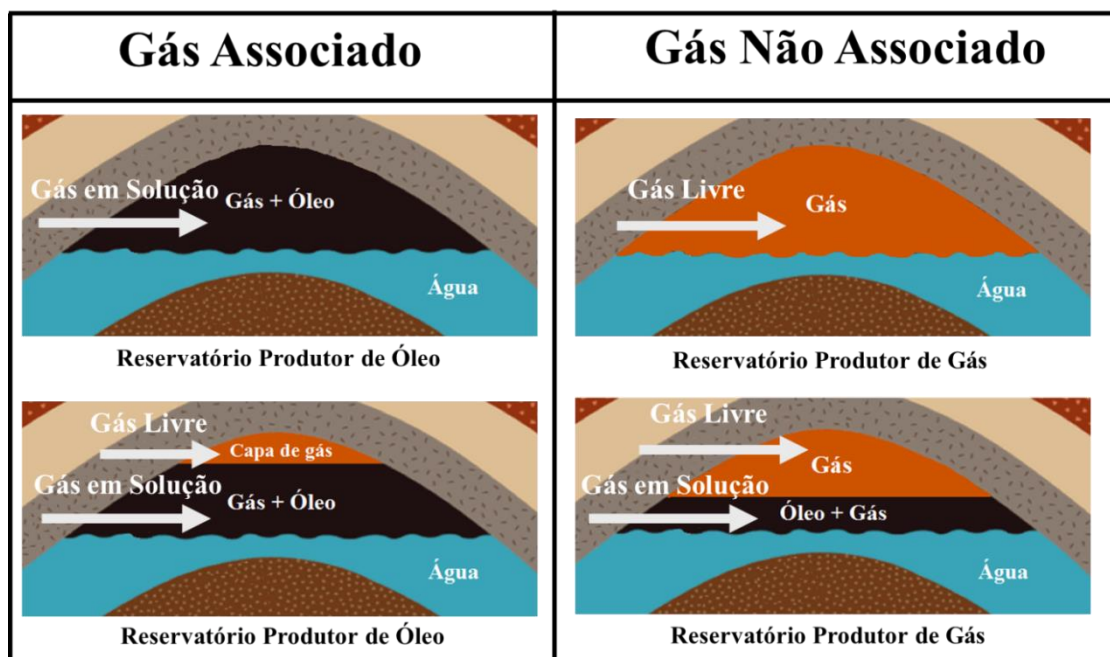 Gás Associado
Gás Não Associado
Gás em Solução
Gás + Óleo
Água
Reservatório Produtor de Óleo
Gás Livre
Gás
Água
Reservatório Produtor de Gás
Gás Livre
Capa de gás
Gás em Solução
Gás + Óleo
Água
Reservatório Produtor de Óleo
Gás Livre
Gás
Gás em Solução
Óleo + Gás
Água
Reservatório Produtor de Gás